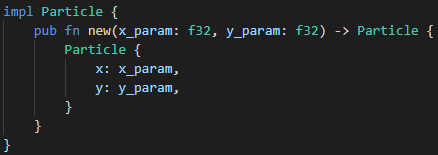 impl Particle {
    pub fn new(x_param: f32, y_param: f32) -> Particle {
        Particle {
            x: x_param,
            y: y_param,
        }
    }
}